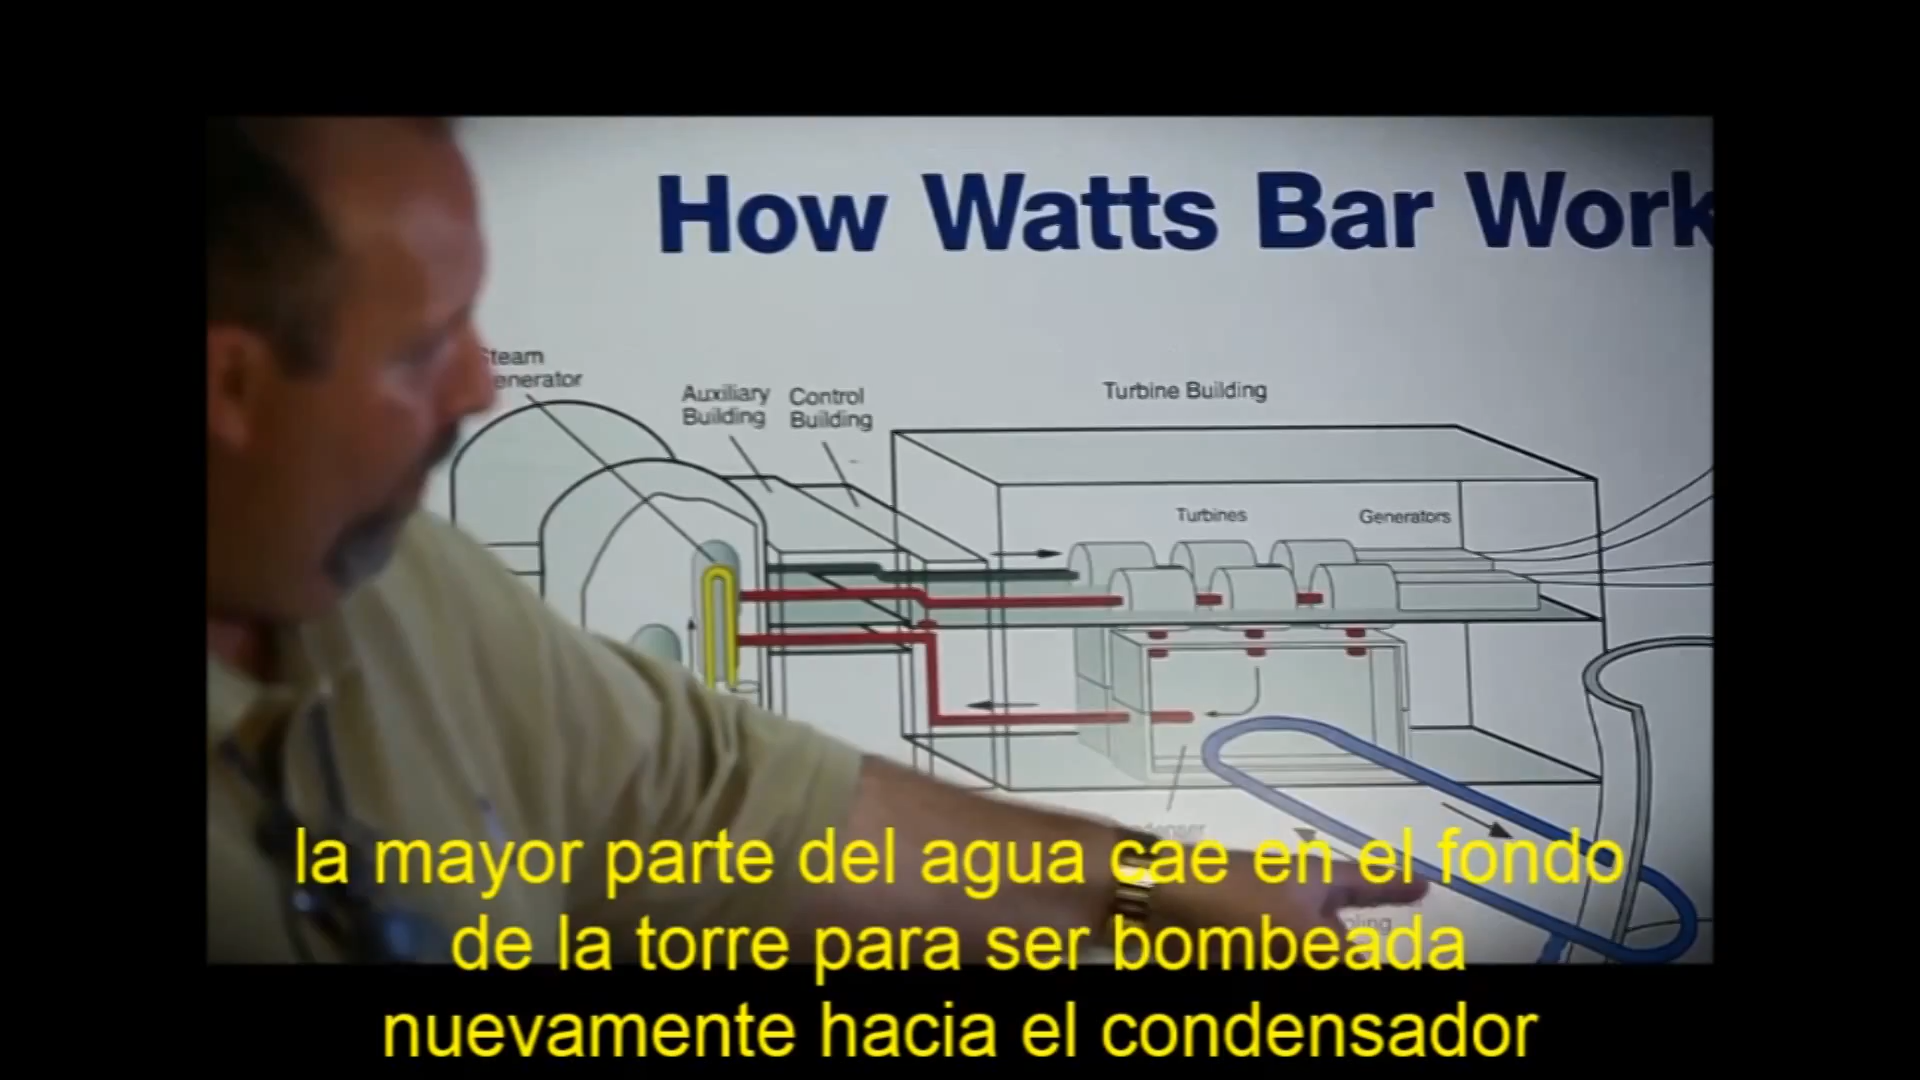 How Watts Bar Work
Steam
Generator
Auxiliary
Building
Control
Building
Turbine Building
Turbines
Generators
la mayor parte del agua cae en el fondo
de la torre para ser bombeada
nuevamente hacia el condensador